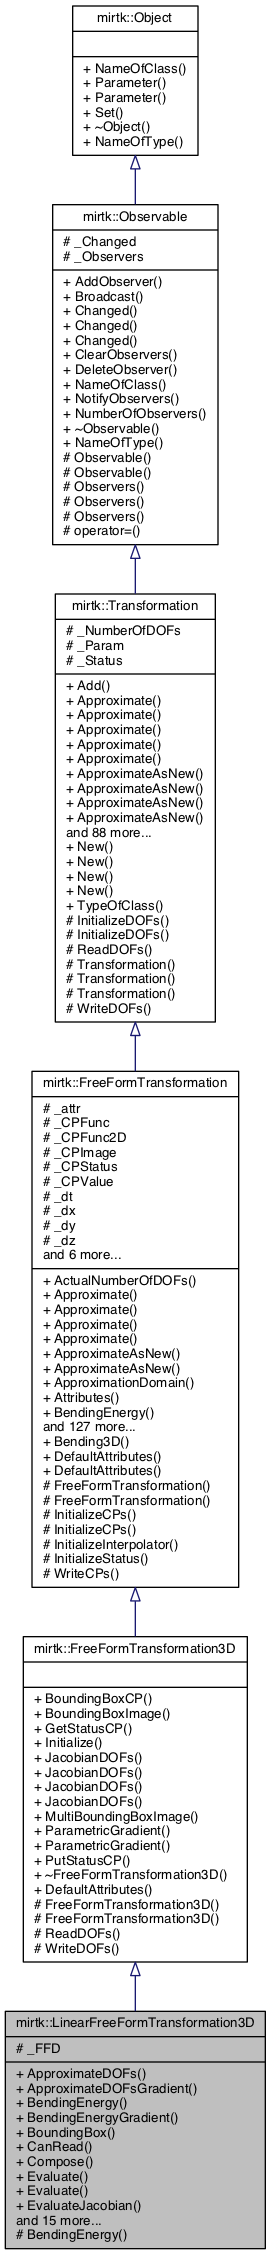 mirtk::Object
+ NameOfClass()
+ Parameter()
+ Parameter()
+ Set()
+ ~Object()
+ NameOfType()
mirtk::Observable
# _Changed
# _Observers
+ AddObserver()
+ Broadcast()
+ Changed()
+ Changed()
+ Changed()
+ ClearObservers()
+ DeleteObserver()
+ NameOfClass()
+ NotifyObservers()
+ NumberOfObservers()
+ ~Observable()
+ NameOfType()
# Observable()
# Observable()
# Observers()
# Observers()
# Observers()
# operator=()
mirtk::Transformation
# _NumberOfDOFs
# _Param
# _Status
+ Add()
+ Approximate()
+ Approximate()
+ Approximate()
+ Approximate()
+ Approximate()
+ ApproximateAsNew()
+ ApproximateAsNew()
+ ApproximateAsNew()
+ ApproximateAsNew()
and 88 more...
+ New()
+ New()
+ New()
+ New()
+ TypeOfClass()
# InitializeDOFs()
# InitializeDOFs()
# ReadDOFs()
# Transformation()
# Transformation()
# Transformation()
# WriteDOFs()
mirtk::FreeFormTransformation
# _attr
# _CPFunc
# _CPFunc2D
# _CPImage
# _CPStatus
# _CPValue
# _dt
# _dx
# _dy
# _dz
and 6 more...
+ ActualNumberOfDOFs()
+ Approximate()
+ Approximate()
+ Approximate()
+ Approximate()
+ ApproximateAsNew()
+ ApproximateAsNew()
+ ApproximationDomain()
+ Attributes()
+ BendingEnergy()
and 127 more...
+ Bending3D()
+ DefaultAttributes()
+ DefaultAttributes()
# FreeFormTransformation()
# FreeFormTransformation()
# InitializeCPs()
# InitializeCPs()
# InitializeInterpolator()
# InitializeStatus()
# WriteCPs()
mirtk::FreeFormTransformation3D
+ BoundingBoxCP()
+ BoundingBoxImage()
+ GetStatusCP()
+ Initialize()
+ JacobianDOFs()
+ JacobianDOFs()
+ JacobianDOFs()
+ JacobianDOFs()
+ MultiBoundingBoxImage()
+ ParametricGradient()
+ ParametricGradient()
+ PutStatusCP()
+ ~FreeFormTransformation3D()
+ DefaultAttributes()
# FreeFormTransformation3D()
# FreeFormTransformation3D()
# ReadDOFs()
# WriteDOFs()
mirtk::LinearFreeFormTransformation3D
# _FFD
+ ApproximateDOFs()
+ ApproximateDOFsGradient()
+ BendingEnergy()
+ BendingEnergyGradient()
+ BoundingBox()
+ CanRead()
+ Compose()
+ Evaluate()
+ Evaluate()
+ EvaluateJacobian()
and 15 more...
# BendingEnergy()